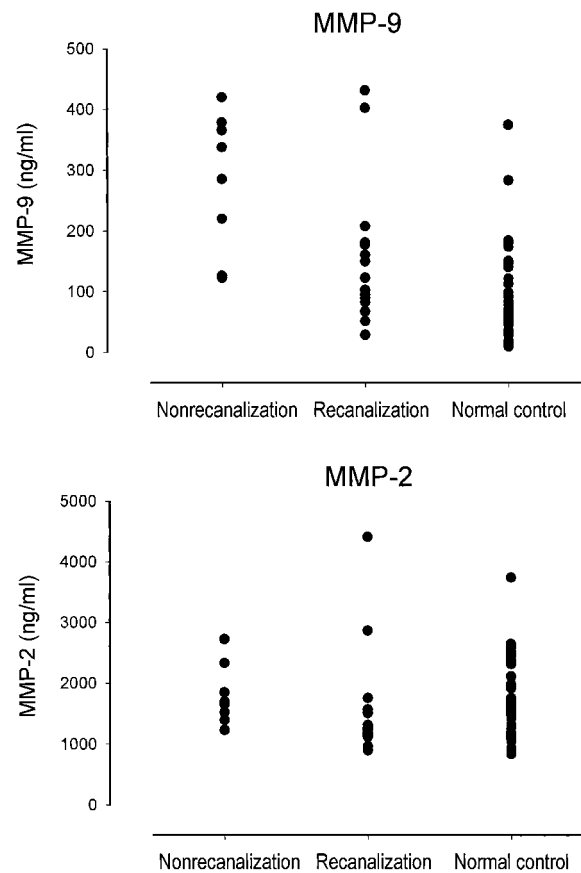 MMP-9
500
400
300
200
100
0
MMP-9 (ng/ml)
Nonrecanalization Recanalization Normal control
MMP-2
5000
4000
3000
2000
1000
0
MMP-2 (ng/ml)
Nonrecanalization Recanalization Normal control